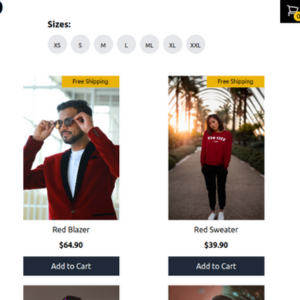 Sizes:
XS S M L ML XL XXL
Free Shipping Free Shipping
Red Blazer Red Sweater
$64.90 $39.90
Add to Cart Add to Cart